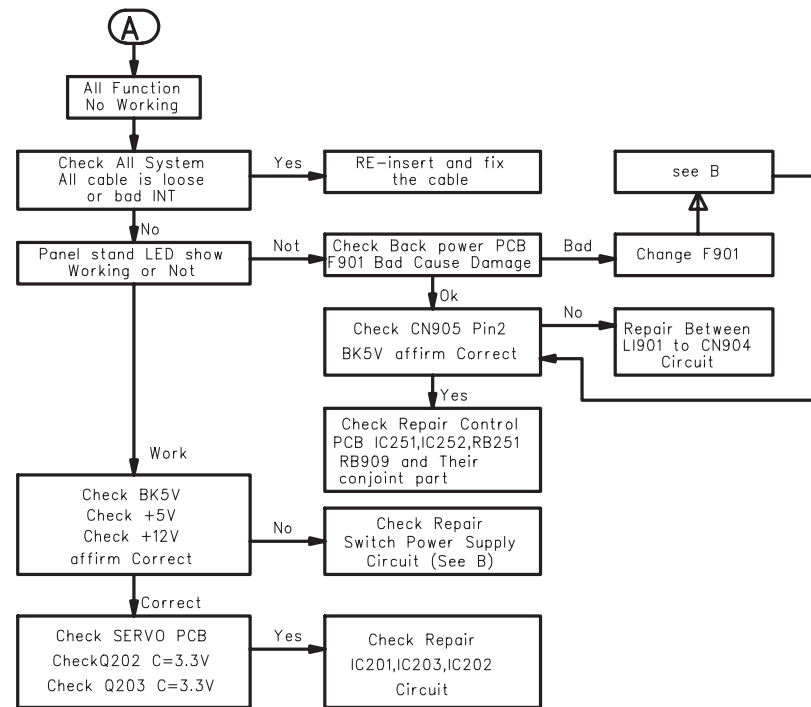 A
All Function
No Working
Check All System
All cable is loose
or bad INT
Yes
RE-insert and fix
the cable
see B
No
Panel stand LED show
Working or Not
Not
Check Back power PCB
F901 Bad Cause Damage
Bad
Change F901
Ok
Check CN905 Pin2
BK5V affirm Correct
No
Repair Between
LI901 to CN904
Circuit
Yes
Check Repair Control
PCB IC251,IC252,RB251
RB909 and Their
conjoint part
Work
Check BK5V
Check +5V
Check +12V
affirm Correct
No
Check Repair
Switch Power Supply
Circuit (See B)
Correct
Check SERVO PCB
CheckQ202 C=3.3V
Check Q203 C=3.3V
Yes
Check Repair
IC201,IC203,IC202
Circuit